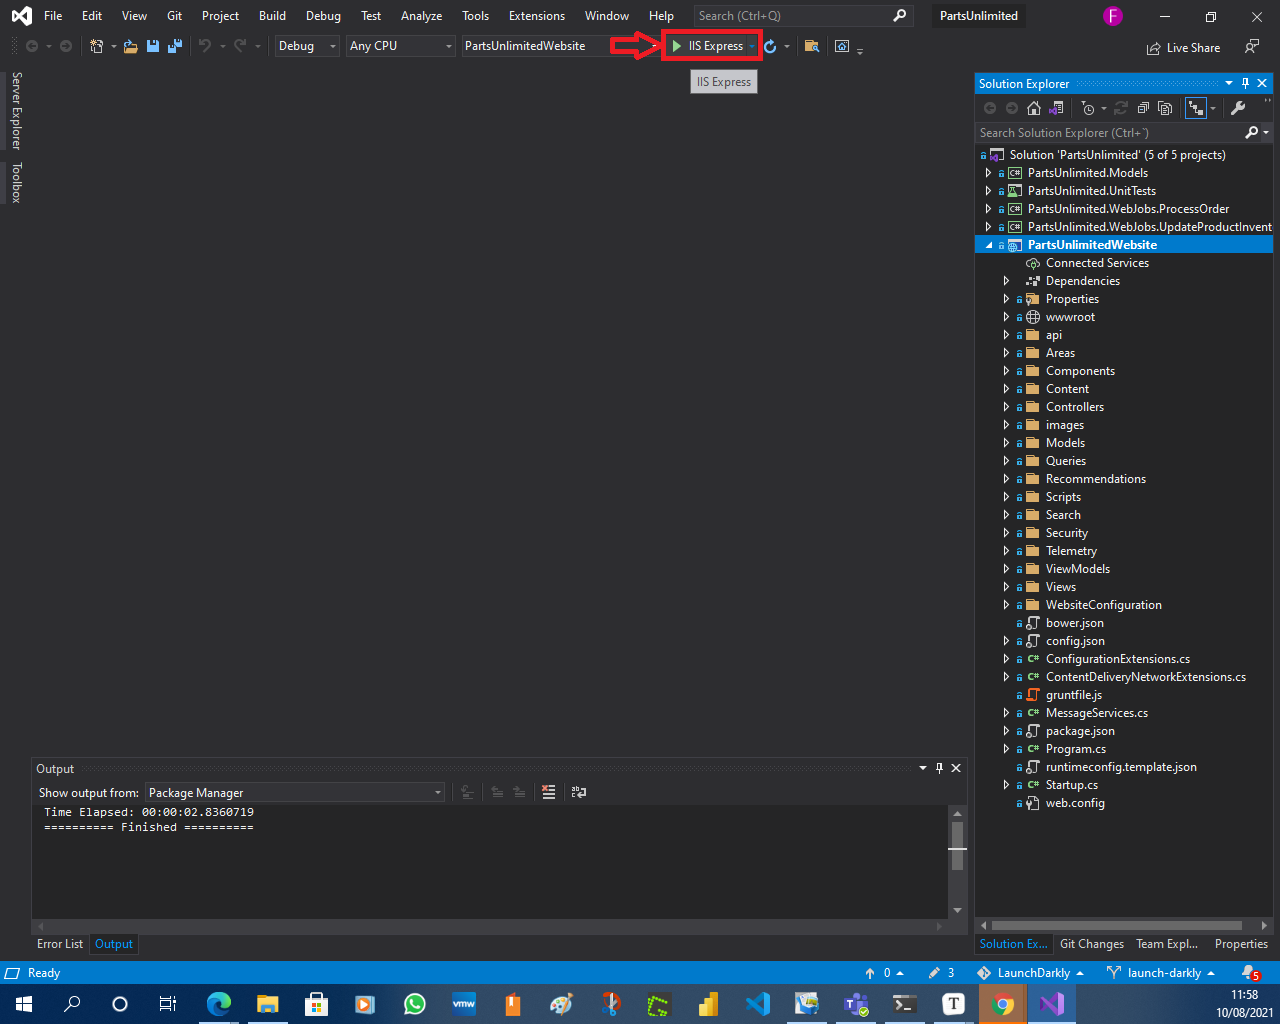 File Edit View Git Project Build Debug Test Analyze Tools Extensions Window Help Search (Ctrl+Q) PartsUnlimited F
Debug Any CPU PartsUnlimitedWebsite IIS Express Live Share
IIS Express
Server Explorer
Toolbox
Solution Explorer
Search Solution Explorer (Ctrl+¨)
Solution 'PartsUnlimited' (5 of 5 projects)
PartsUnlimited.Models
PartsUnlimited.UnitTests
PartsUnlimited.WebJobs.ProcessOrder
PartsUnlimited.WebJobs.UpdateProductInvent
PartsUnlimitedWebsite
Connected Services
Dependencies
Properties
wwwroot
api
Areas
Components
Content
Controllers
images
Models
Queries
Recommendations
Scripts
Search
Security
Telemetry
ViewModels
Views
WebsiteConfiguration
bower.json
config.json
C# ConfigurationExtensions.cs
C# ContentDeliveryNetworkExtensions.cs
gruntfile.js
C# MessageServices.cs
package.json
C# Program.cs
runtimeconfig.template.json
C# Startup.cs
web.config
Output
Show output from: Package Manager
Time Elapsed: 00:00:02.8360719
========== Finished ==========
Error List Output
Solution Ex... Git Changes Team Expl... Properties
Ready 0 3 LaunchDarkly launch-darkly 5
vmw T
11:58
10/08/2021